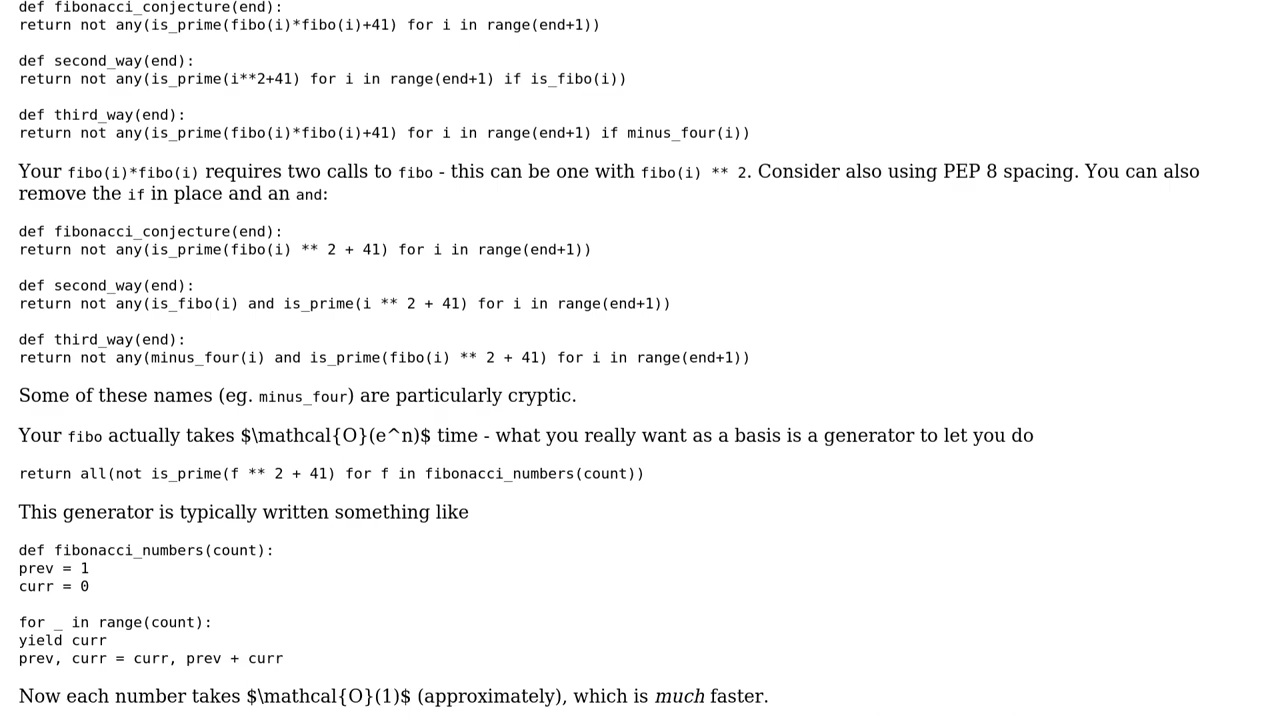 def fibonacci_conjecture(end):
return not any(is_prime(fibo(i)*fibo(i)+41) for i in range(end+1))
def second_way(end):
return not any(is_prime(i**2+41) for i in range(end+1) if is_fibo(i))
def third_way(end):
return not any(is_prime(fibo(i)*fibo(i)+41) for i in range(end+1) if minus_four(i))
Your fibo(i)*fibo(i) requires two calls to fibo - this can be one with fibo(i) ** 2. Consider also using PEP 8 spacing. You can also
remove the if in place and an and:
def fibonacci_conjecture(end):
return not any(is_prime(fibo(i) ** 2 + 41) for i in range(end+1))
def second_way(end):
return not any(is_fibo(i) and is_prime(i ** 2 + 41) for i in range(end+1))
def third_way(end):
return not any(minus_four(i) and is_prime(fibo(i) ** 2 + 41) for i in range(end+1))
Some of these names (eg. minus_four) are particularly cryptic.
Your fibo actually takes $\mathcal{O}(e^n)$ time - what you really want as a basis is a generator to let you do
return all(not is_prime(f ** 2 + 41) for f in fibonacci_numbers(count))
This generator is typically written something like
def fibonacci_numbers(count):
prev = 1
curr = 0
for _ in range(count):
yield curr
prev, curr = curr, prev + curr
Now each number takes $\mathcal{O}(1)$ (approximately), which is much faster.